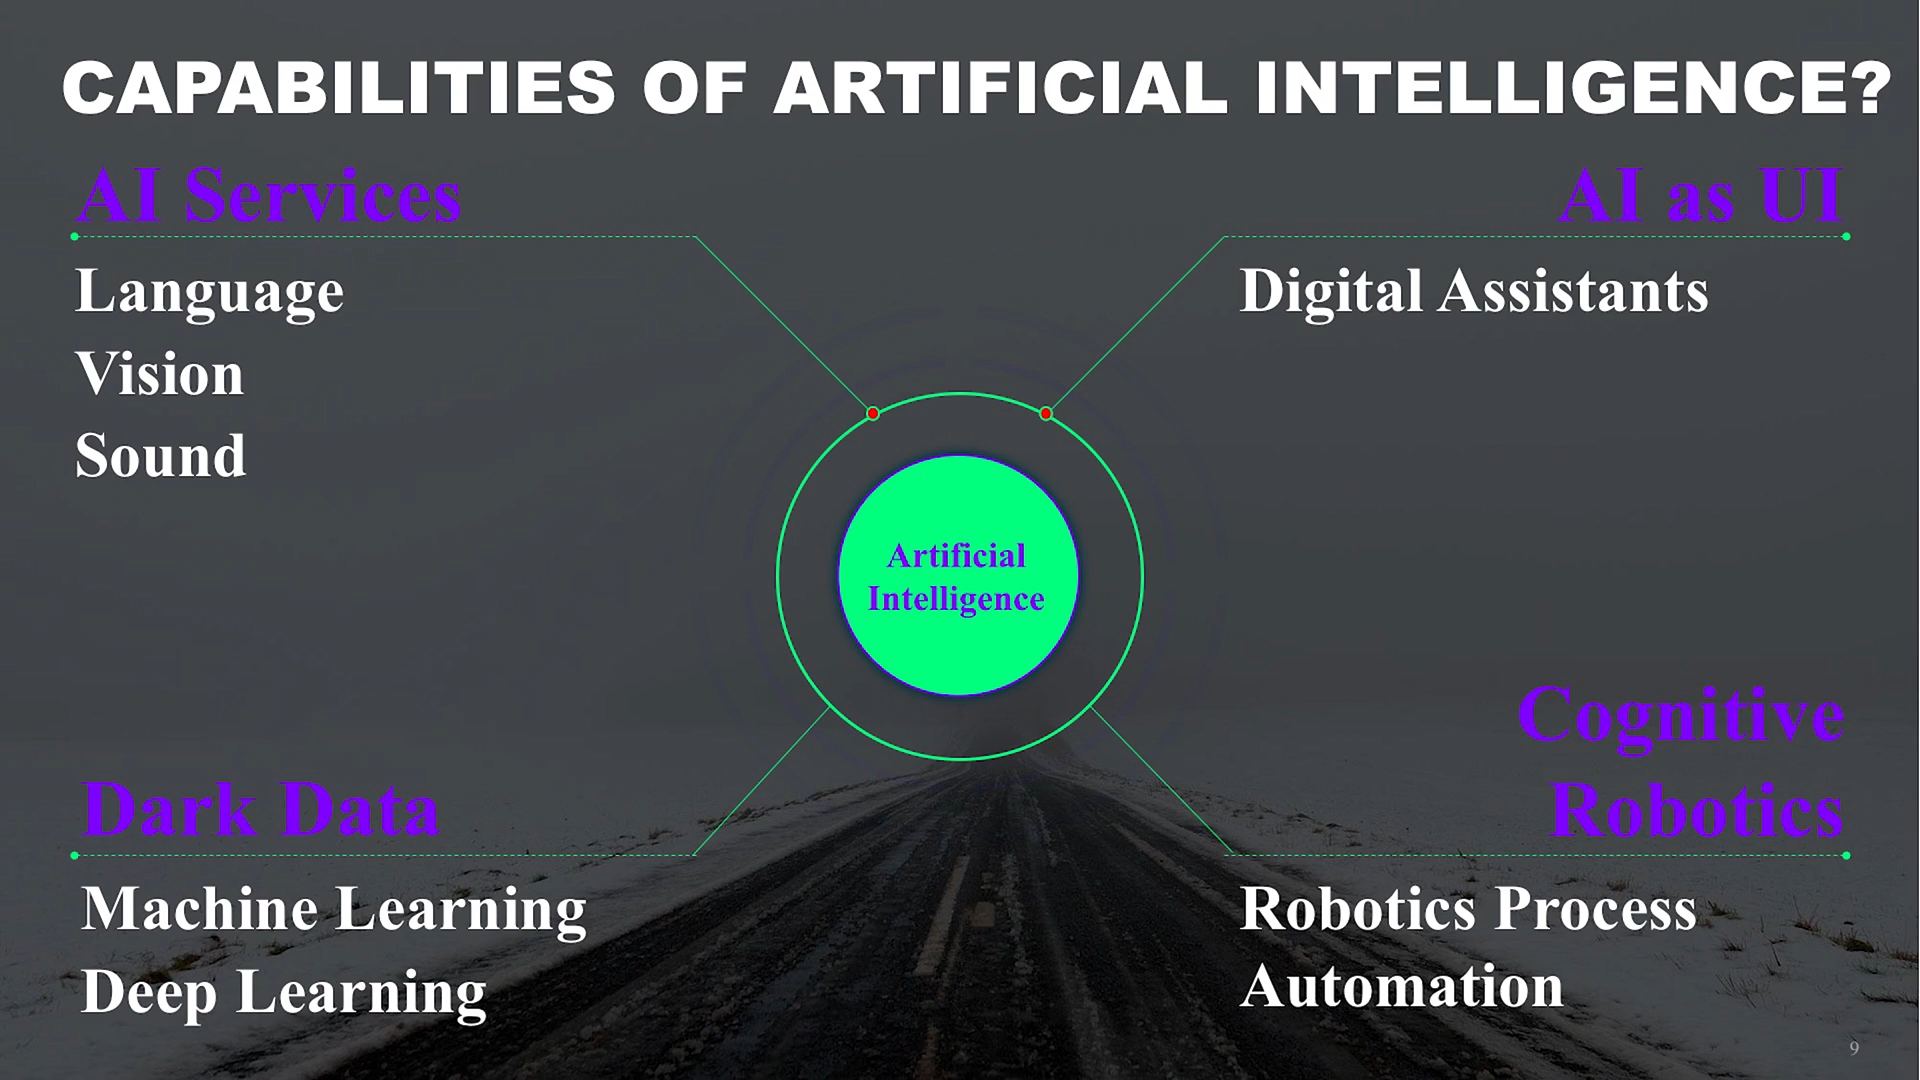 CAPABILITIES OF ARTIFICIAL INTELLIGENCE?
AI Services
Language
Vision
Sound
AI as UI
Digital Assistants
Artificial
Intelligence
Dark Data
Machine Learning
Deep Learning
Cognitive
Robotics
Robotics Process
Automation
9